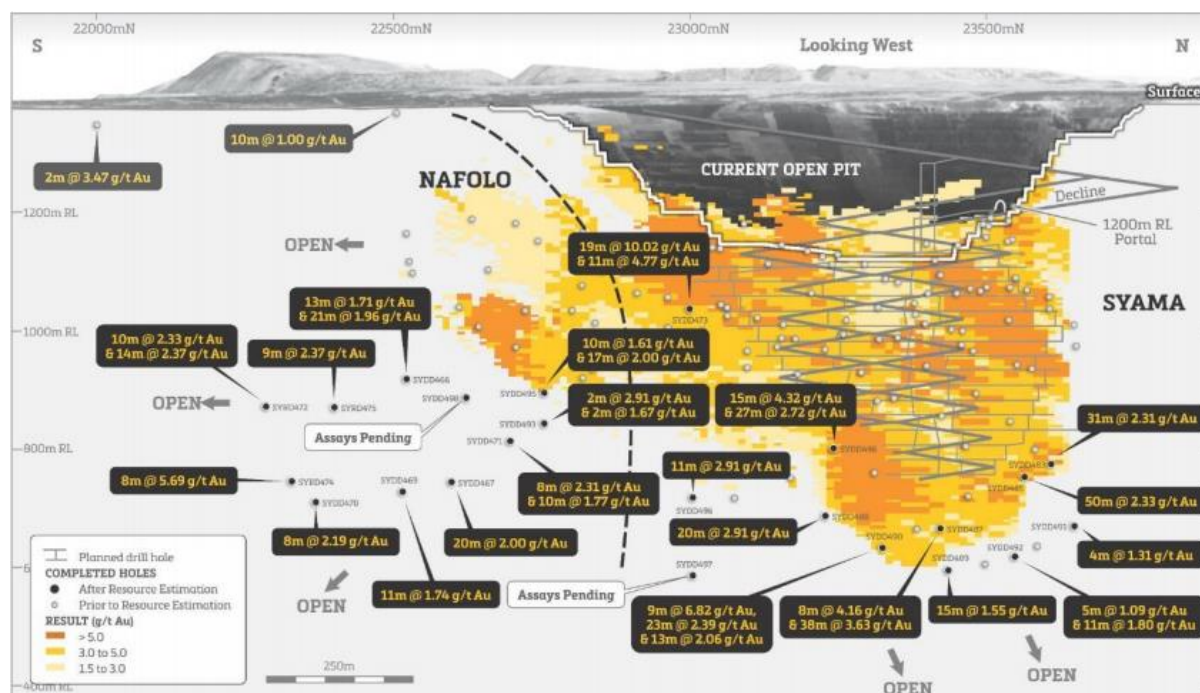 22000mN
22500mN
23000mN
23500mN
S
Looking West
N
Surface
10m @ 1.00 g/t Au
2m @ 3.47 g/t Au
NAFOLO
CURRENT OPEN PIT
Decline
1200m RL
1200m RL
Portal
OPEN
19m @ 10.02 g/t Au
& 11m @ 4.77 g/t Au
SYAMA
SYDD473
13m @ 1.71 g/t Au
& 21m @ 1.96 g/t Au
1000m RL
10m @ 2.33 g/t Au
& 14m @ 2.37 g/t Au
9m @ 2.37 g/t Au
10m @ 1.61 g/t Au
& 17m @ 2.00 g/t Au
SYDD466
SYDD498
SYDD495
OPEN
SYRD472
SYRD475
2m @ 2.91 g/t Au
& 2m @ 1.67 g/t Au
15m @ 4.32 g/t Au
& 27m @ 2.72 g/t Au
31m @ 2.31 g/t Au
Assays Pending
SYDD493
SYDD471
800m RL
11m @ 2.91 g/t Au
8m @ 5.69 g/t Au
SYRD474
SYDD469
SYDD467
8m @ 2.31 g/t Au
& 10m @ 1.77 g/t Au
SYDD496
50m @ 2.33 g/t Au
SYDD470
8m @ 2.19 g/t Au
20m @ 2.00 g/t Au
20m @ 2.91 g/t Au
SYDD490
SYDD487
SYDD491
4m @ 1.31 g/t Au
SYDD492
SYDD489
SYDD497
Planned drill hole
COMPLETED HOLES
After Resource Estimation
Prior to Resource Estimation
RESULT (g/t Au)
> 5.0
3.0 to 5.0
1.5 to 3.0
OPEN
11m @ 1.74 g/t Au
Assays Pending
9m @ 6.82 g/t Au,
23m @ 2.39 g/t Au
& 13m @ 2.06 g/t Au
8m @ 4.16 g/t Au
& 38m @ 3.63 g/t Au
15m @ 1.55 g/t Au
5m @ 1.09 g/t Au
& 11m @ 1.80 g/t Au
250m
OPEN
OPEN
400m RL